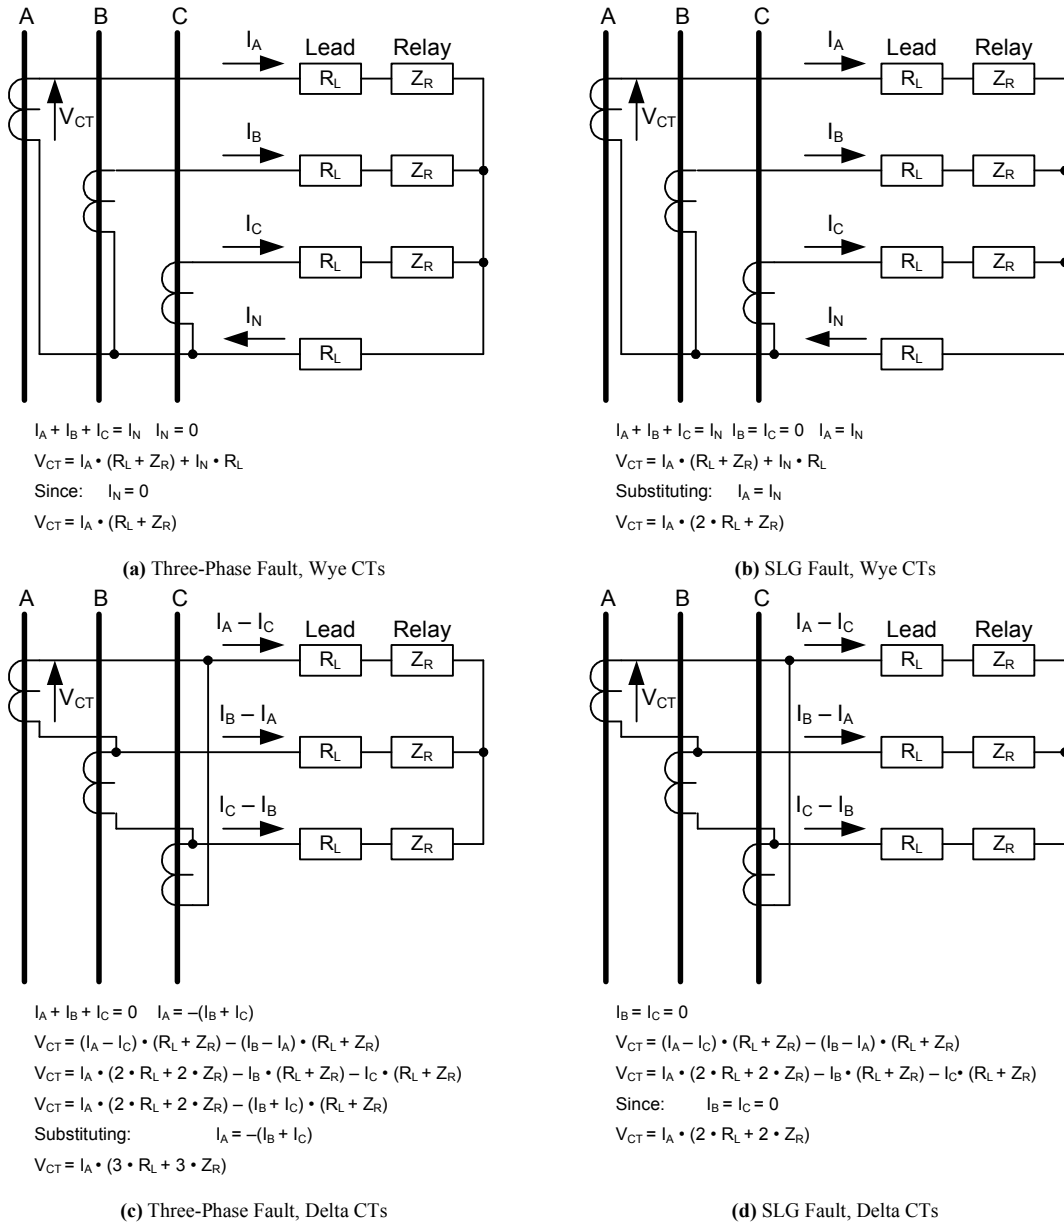 A B C
I_A Lead Relay
R_L Z_R
V_CT
I_B
R_L Z_R
I_C
R_L Z_R
I_N
R_L
I_A + I_B + I_C = I_N I_N = 0
V_CT = I_A • (R_L + Z_R) + I_N • R_L
Since: I_N = 0
V_CT = I_A • (R_L + Z_R)
(a) Three-Phase Fault, Wye CTs
A B C
I_A Lead Relay
R_L Z_R
V_CT
I_B
R_L Z_R
I_C
R_L Z_R
I_N
R_L
I_A + I_B + I_C = I_N I_B = I_C = 0 I_A = I_N
V_CT = I_A • (R_L + Z_R) + I_N • R_L
Substituting: I_A = I_N
V_CT = I_A • (2 • R_L + Z_R)
(b) SLG Fault, Wye CTs
A B C
I_A – I_C Lead Relay
R_L Z_R
V_CT
I_B – I_A
R_L Z_R
I_C – I_B
R_L Z_R
I_A + I_B + I_C = 0 I_A = –(I_B + I_C)
V_CT = (I_A – I_C) • (R_L + Z_R) – (I_B – I_A) • (R_L + Z_R)
V_CT = I_A • (2 • R_L + 2 • Z_R) – I_B • (R_L + Z_R) – I_C • (R_L + Z_R)
V_CT = I_A • (2 • R_L + 2 • Z_R) – (I_B + I_C) • (R_L + Z_R)
Substituting: I_A = –(I_B + I_C)
V_CT = I_A • (3 • R_L + 3 • Z_R)
(c) Three-Phase Fault, Delta CTs
A B C
I_A – I_C Lead Relay
R_L Z_R
V_CT
I_B – I_A
R_L Z_R
I_C – I_B
R_L Z_R
I_B = I_C = 0
V_CT = (I_A – I_C) • (R_L + Z_R) – (I_B – I_A) • (R_L + Z_R)
V_CT = I_A • (2 • R_L + 2 • Z_R) – I_B • (R_L + Z_R) – I_C • (R_L + Z_R)
Since: I_B = I_C = 0
V_CT = I_A • (2 • R_L + 2 • Z_R)
(d) SLG Fault, Delta CTs